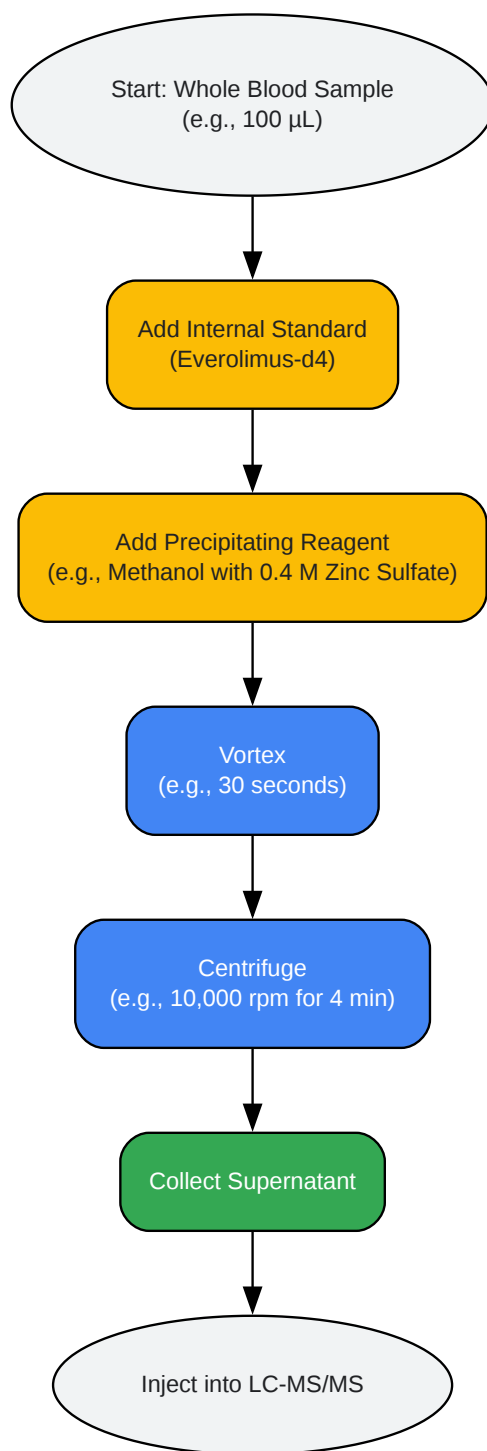 Start: Whole Blood Sample
(e.g., 100 µL)
Add Internal Standard
(Everolimus-d4)
Add Precipitating Reagent
(e.g., Methanol with 0.4 M Zinc Sulfate)
Vortex
(e.g., 30 seconds)
Centrifuge
(e.g., 10,000 rpm for 4 min)
Collect Supernatant
Inject into LC-MS/MS